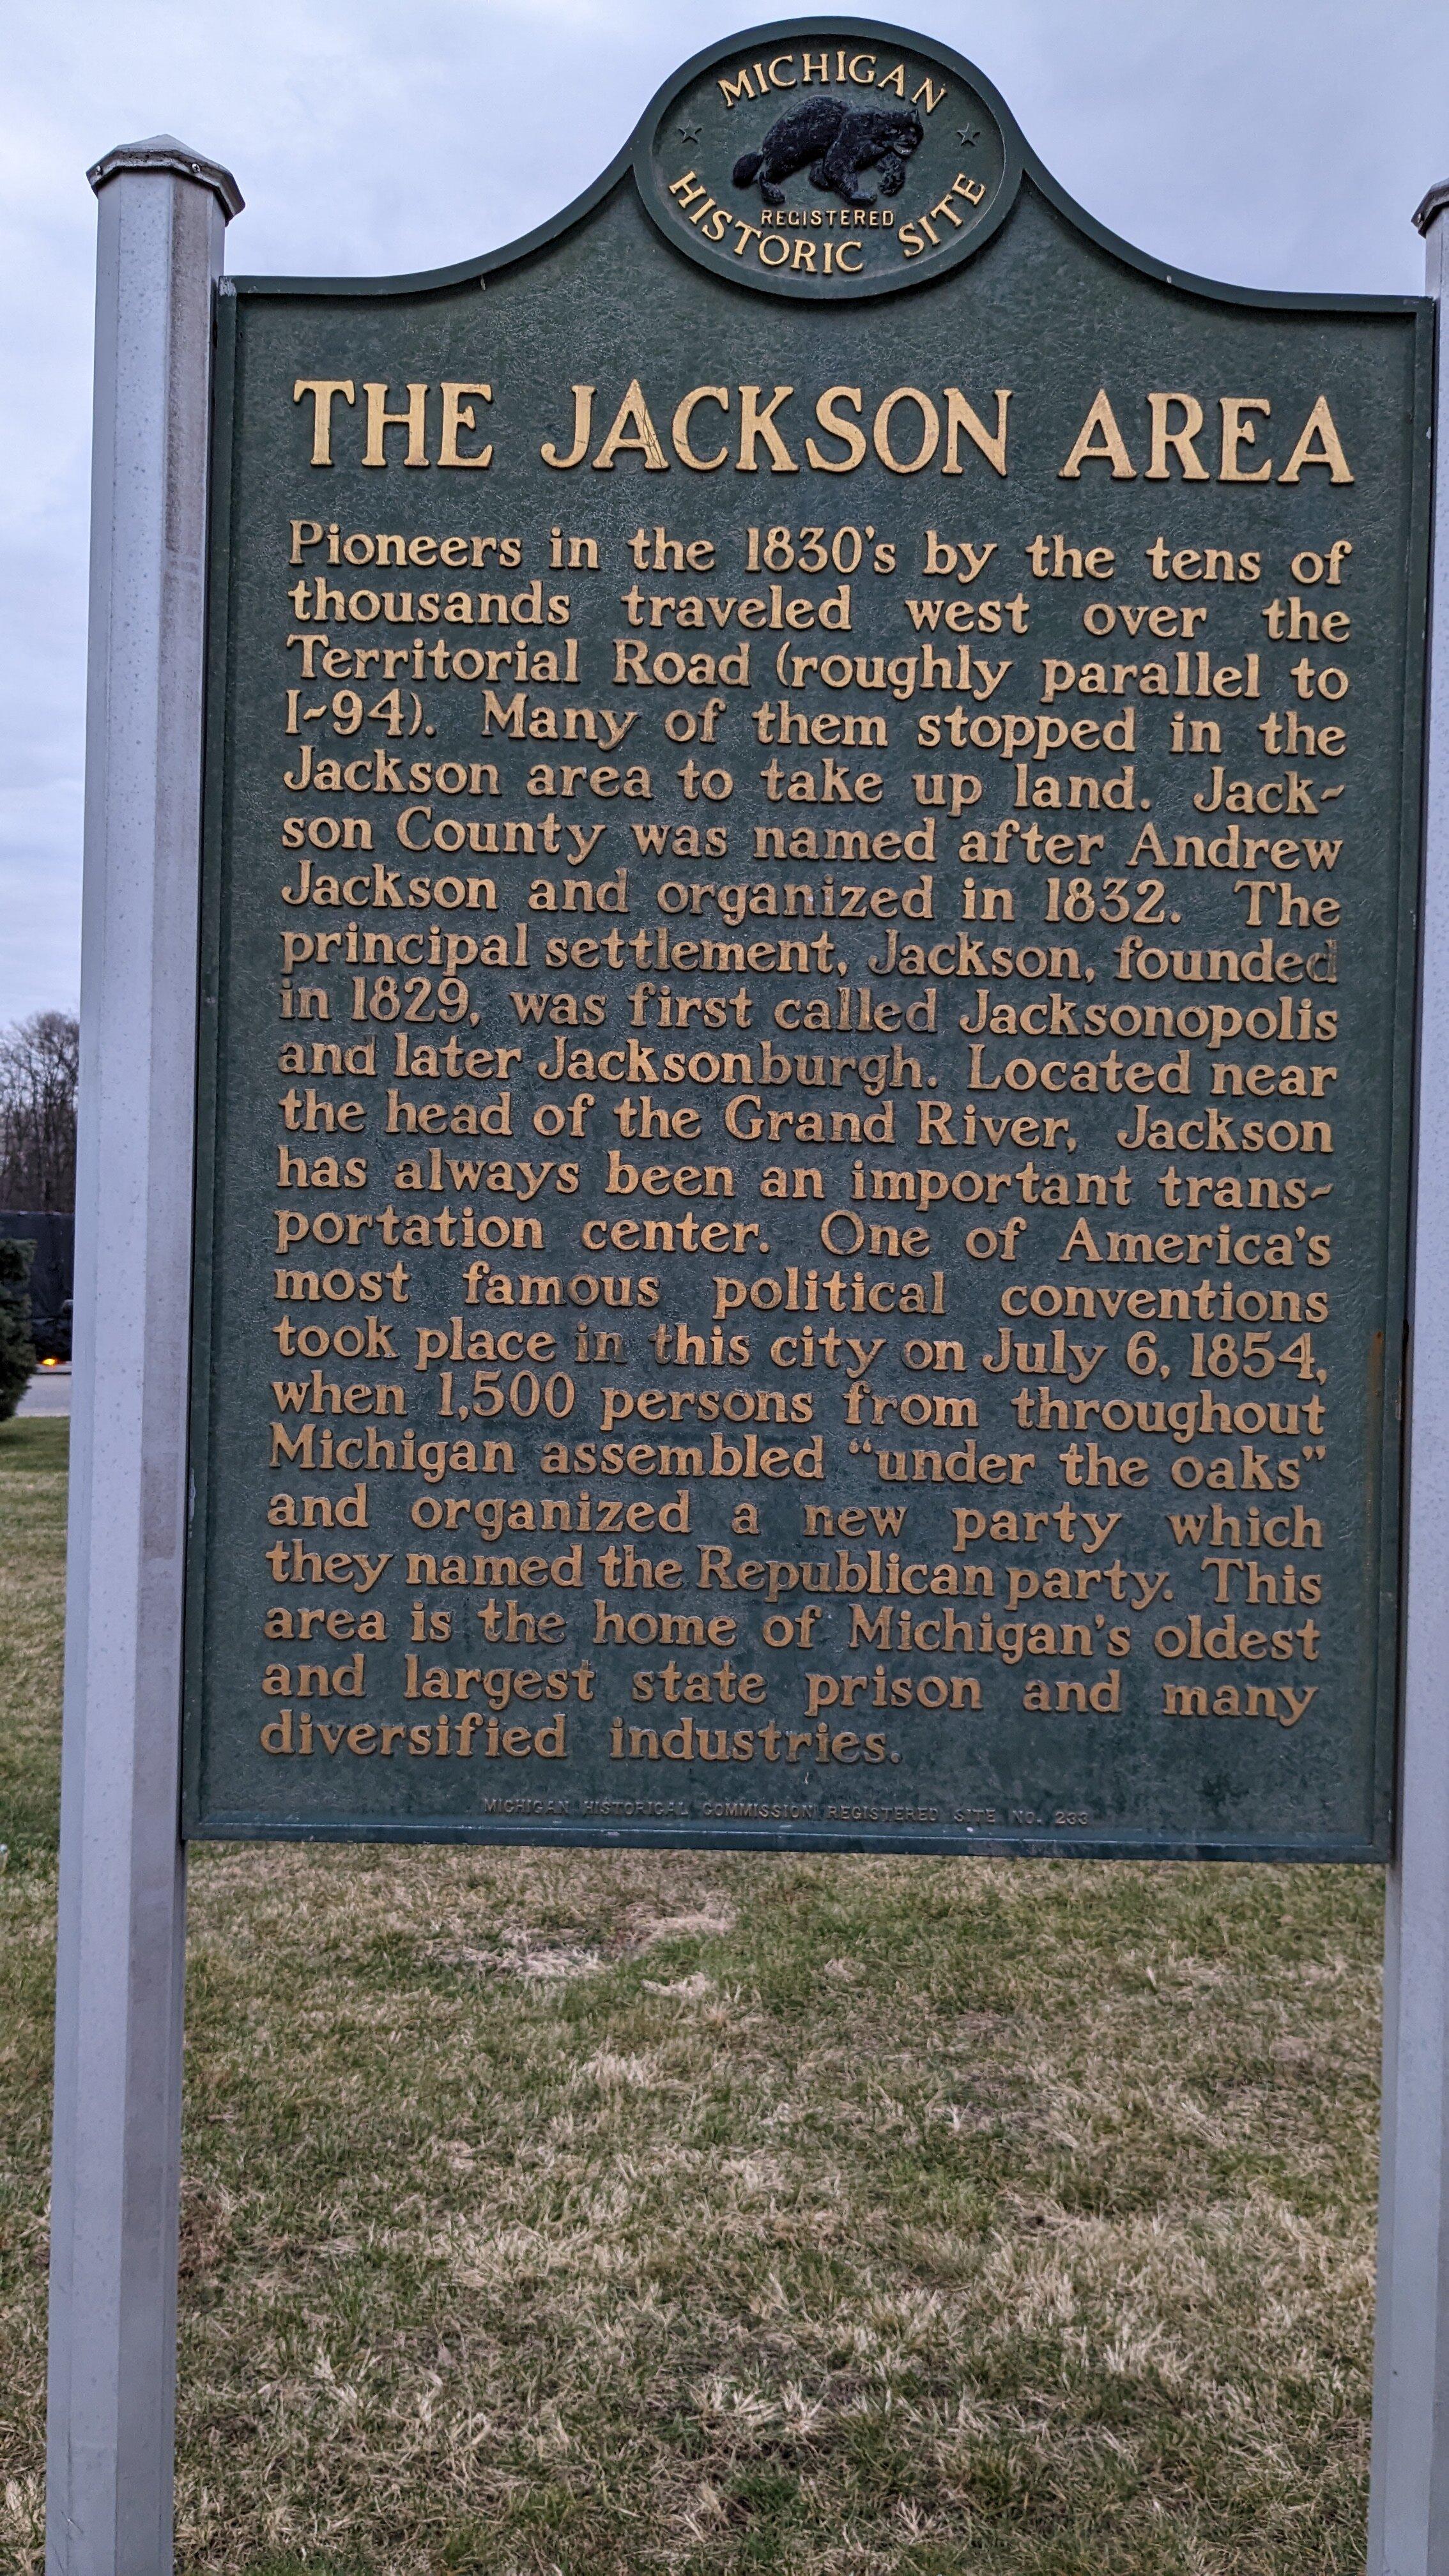 MICHIGAN
REGISTERED
HISTORIC SITE
THE JACKSON AREA
Pioneers in the 1830's by the tens of
thousands traveled west over the
Territorial Road (roughly parallel to
I-94). Many of them stopped in the
Jackson area to take up land. Jack-
son County was named after Andrew
Jackson and organized in 1832. The
principal settlement, Jackson, founded
in 1829, was first called Jacksonopolis
and later Jacksonburgh. Located near
the head of the Grand River, Jackson
has always been an important trans-
portation center. One of America's
most famous political conventions
took place in this city on July 6, 1854,
when 1,500 persons from throughout
Michigan assembled “under the oaks”
and organized a new party which
they named the Republican party. This
area is the home of Michigan's oldest
and largest state prison and many
diversified industries.
MICHIGAN HISTORICAL COMMISSION REGISTERED SITE NO. 233